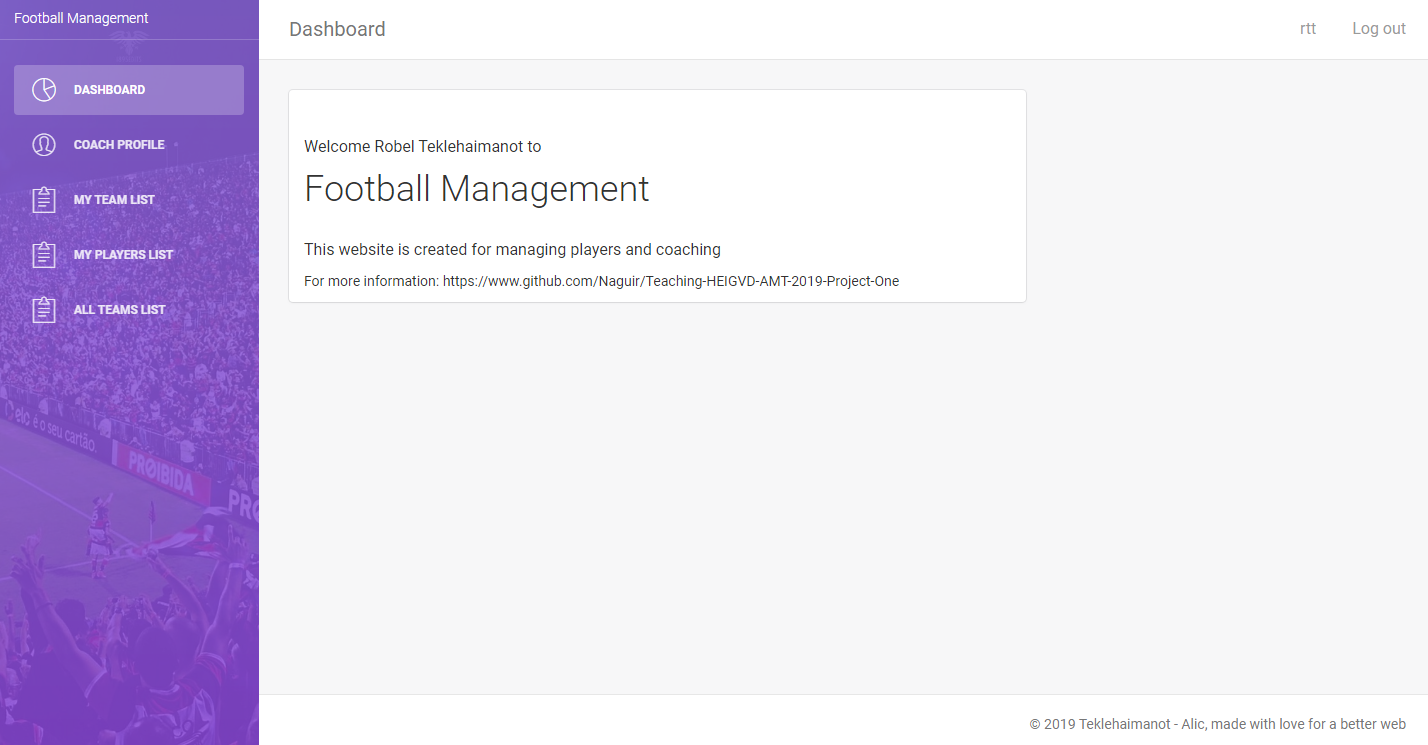 Football Management
DASHBOARD
COACH PROFILE
MY TEAM LIST
MY PLAYERS LIST
ALL TEAMS LIST
elc é o seu cartão.
PROIBIDA
Dashboard
rtt Log out
Welcome Robel Teklehaimanot to
Football Management
This website is created for managing players and coaching
For more information: https://www.github.com/Naguir/Teaching-HEIGVD-AMT-2019-Project-One
© 2019 Teklehaimanot - Alic, made with love for a better web